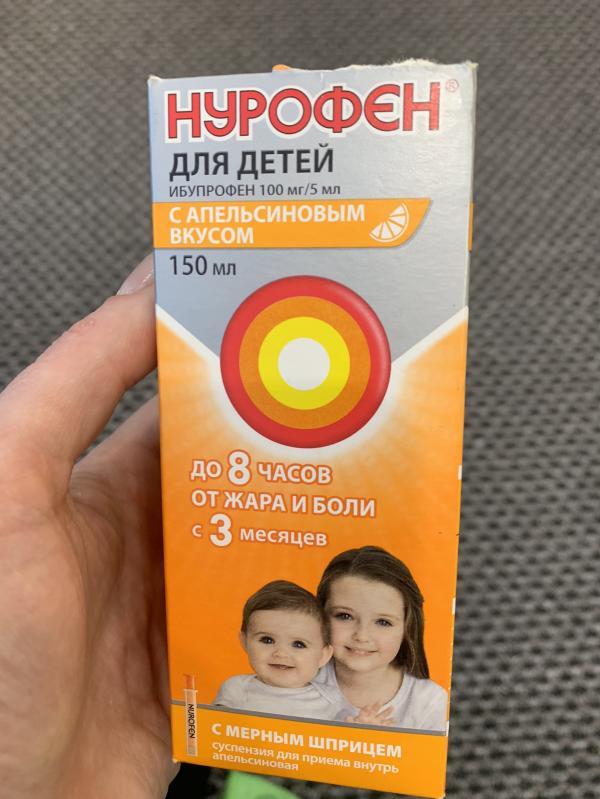 НУРОФЕН®
ДЛЯ ДЕТЕЙ
ИБУПРОФЕН 100 мг/5 мл
С АПЕЛЬСИНОВЫМ
ВКУСОМ
150 мл
ДО 8 ЧАСОВ
ОТ ЖАРА И БОЛИ
с 3 месяцев
NUROFEN
С МЕРНЫМ ШПРИЦЕМ
суспензия для приема внутрь
апельсиновая